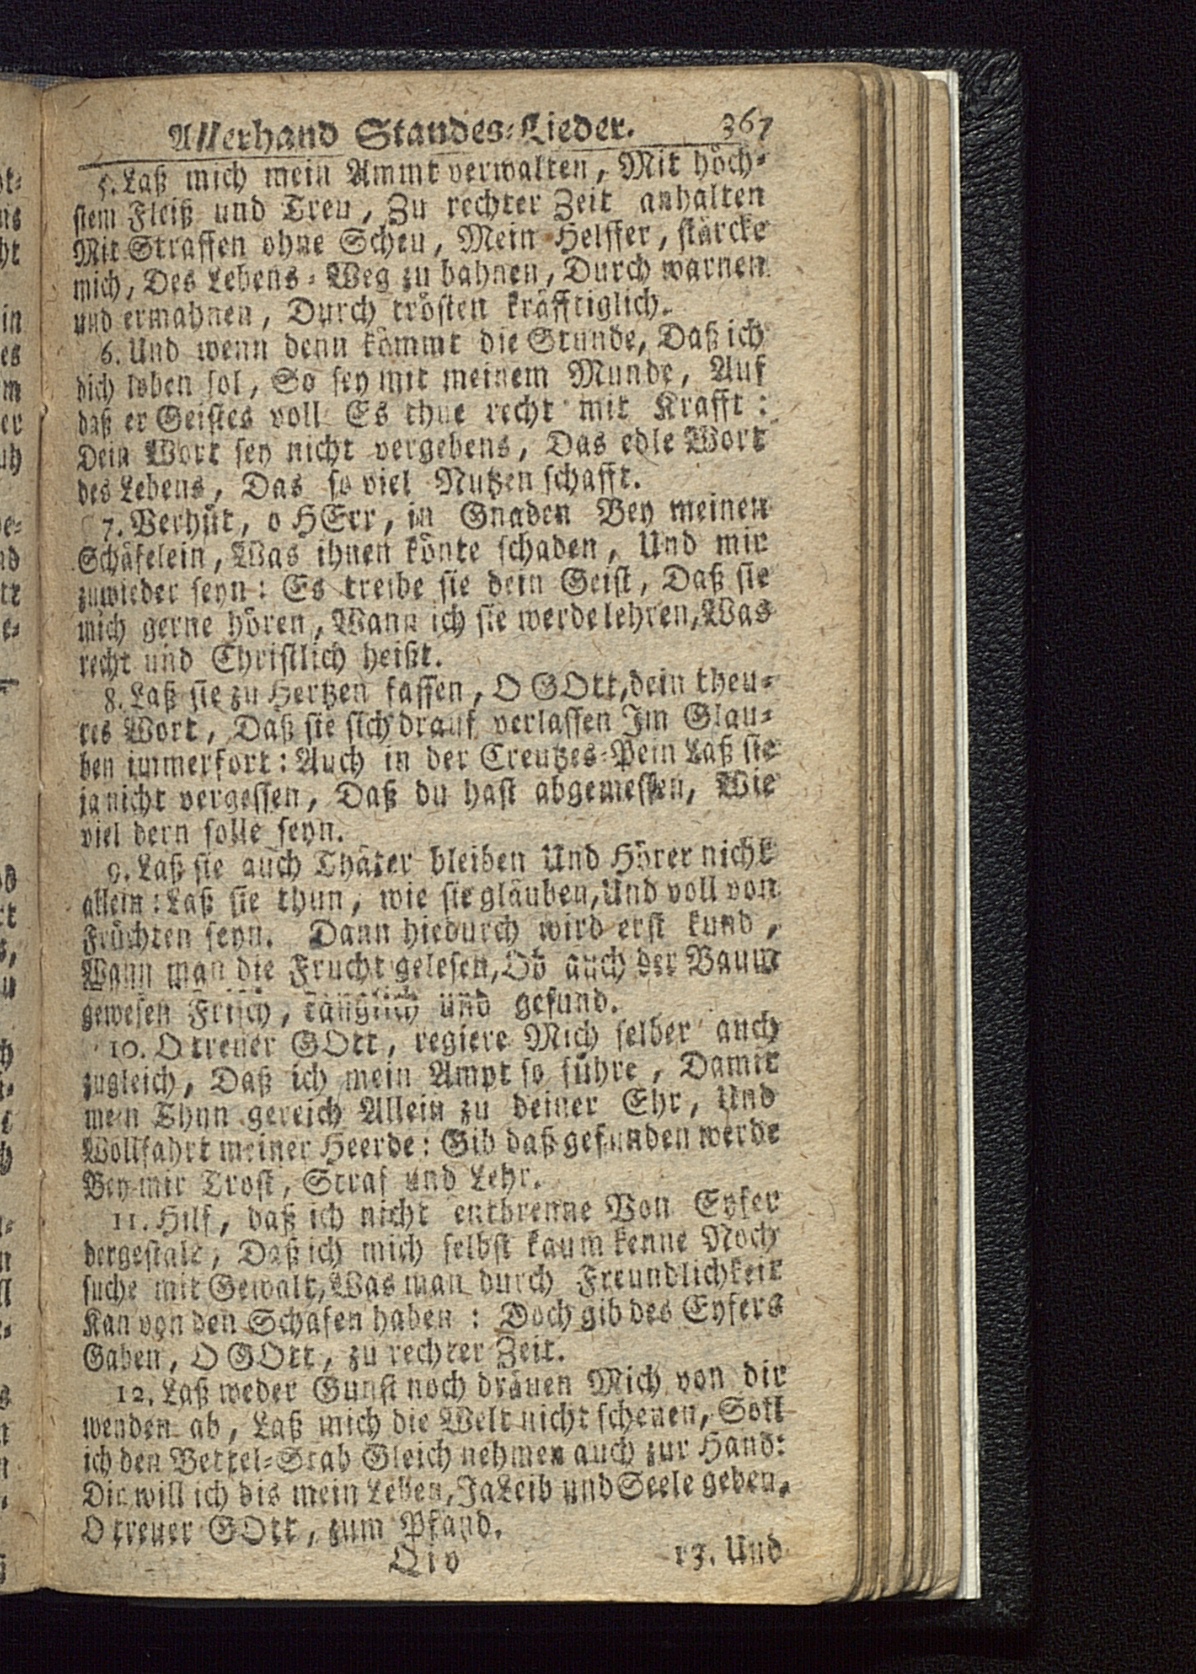 Allerhand Standes-Lieder. 367
5. Laß mich mein Ammt verwalten, Mit höch-
stem Fleiß und Treu, Zu rechter Zeit anhalten
Mit Straffen ohne Scheu, Mein Helffer, stärcke
mich, Des Lebens-Weg zu bahnen, Durch warnen
und ermahnen, Durch trösten kräfftiglich.
6. Und wenn denn kömmt die Stunde, Daß ich
dich loben sol, So sey mit meinem Munde, Auf
daß er Geistes voll Es thue recht mit Krafft:
Dein Wort sey nicht vergebens, Das edle Wort
des Lebens, Das so viel Nutzen schafft.
7. Verhüt, o HErr, in Gnaden Bey meinen
Schäfelein, Was ihnen könte schaden, Und mir
zuwieder seyn: Es treibe sie dein Geist, Daß sie
mich gerne hören, Wann ich sie werde lehren, Was
recht und Christlich heißt.
8. Laß sie zu Hertzen fassen, O GOtt, dein theu-
res Wort, Daß sie sich drauf verlassen Im Glau-
ben immerfort: Auch in der Creutzes-Pein Laß sie
ja nicht vergessen, Daß du hast abgemessen, Wie
viel dern solle seyn.
9. Laß sie auch Thäter bleiben Und Hörer nicht
allein: Laß sie thun, wie sie gläuben, Und voll von
Früchten seyn. Dann hiedurch wird erst kund,
Wann man die Frucht gelesen, Ob auch der Baum
gewesen Frisch, tauglich und gesund.
10. O treuer GOtt, regiere Mich selber auch
zugleich, Daß ich mein Ampt so führe, Damit
mein Thun gereich Allein zu deiner Ehr, Und
Wollfahrt meiner Heerde: Gib daß gefunden werde
Bey mir Trost, Straf und Lehr.
11. Hilf, daß ich nicht entbrenne Von Eyfer
dergestalt, Daß ich mich selbst kaum kenne Noch
suche mit Gewalt, Was man durch Freundlichkeit
Kan von den Schafen haben: Doch gib des Eyfers
Gaben, O GOtt, zu rechter Zeit.
12. Laß weder Gunst noch dräuen Mich von dir
wenden ab, Laß mich die Welt nicht scheuen, Soll
ich den Bettel-Stab Gleich nehmen auch zur Hand:
Dir will ich bis mein Leben, Ja Leib und Seele geben,
O treuer GOtt, zum Pfand.
Q iv 13. Und